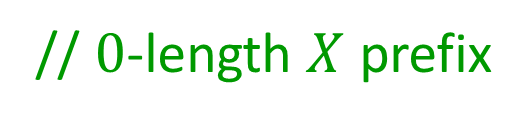 // 0-length X prefix